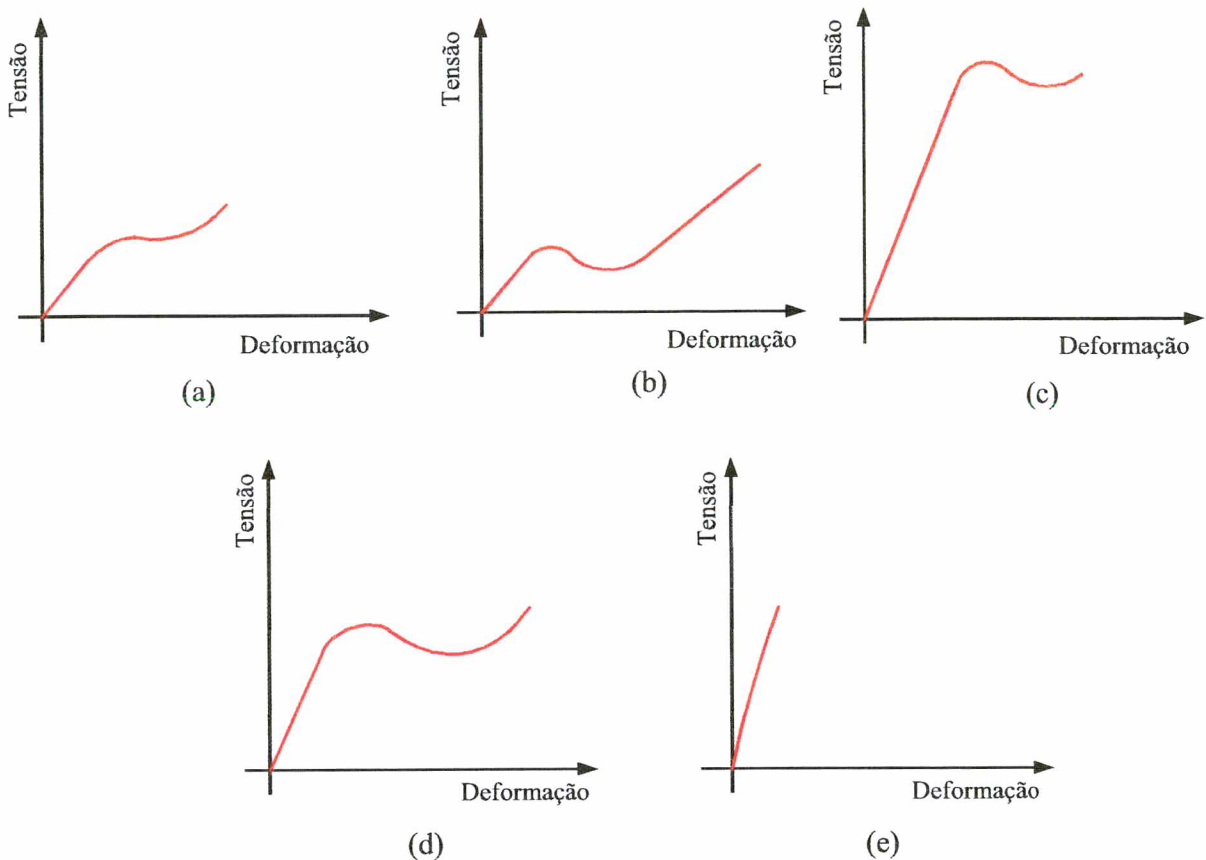 Tensão
Deformação
(a)
Tensão
Deformação
(b)
Tensão
Deformação
(c)
Tensão
Deformação
(d)
Tensão
Deformação
(e)